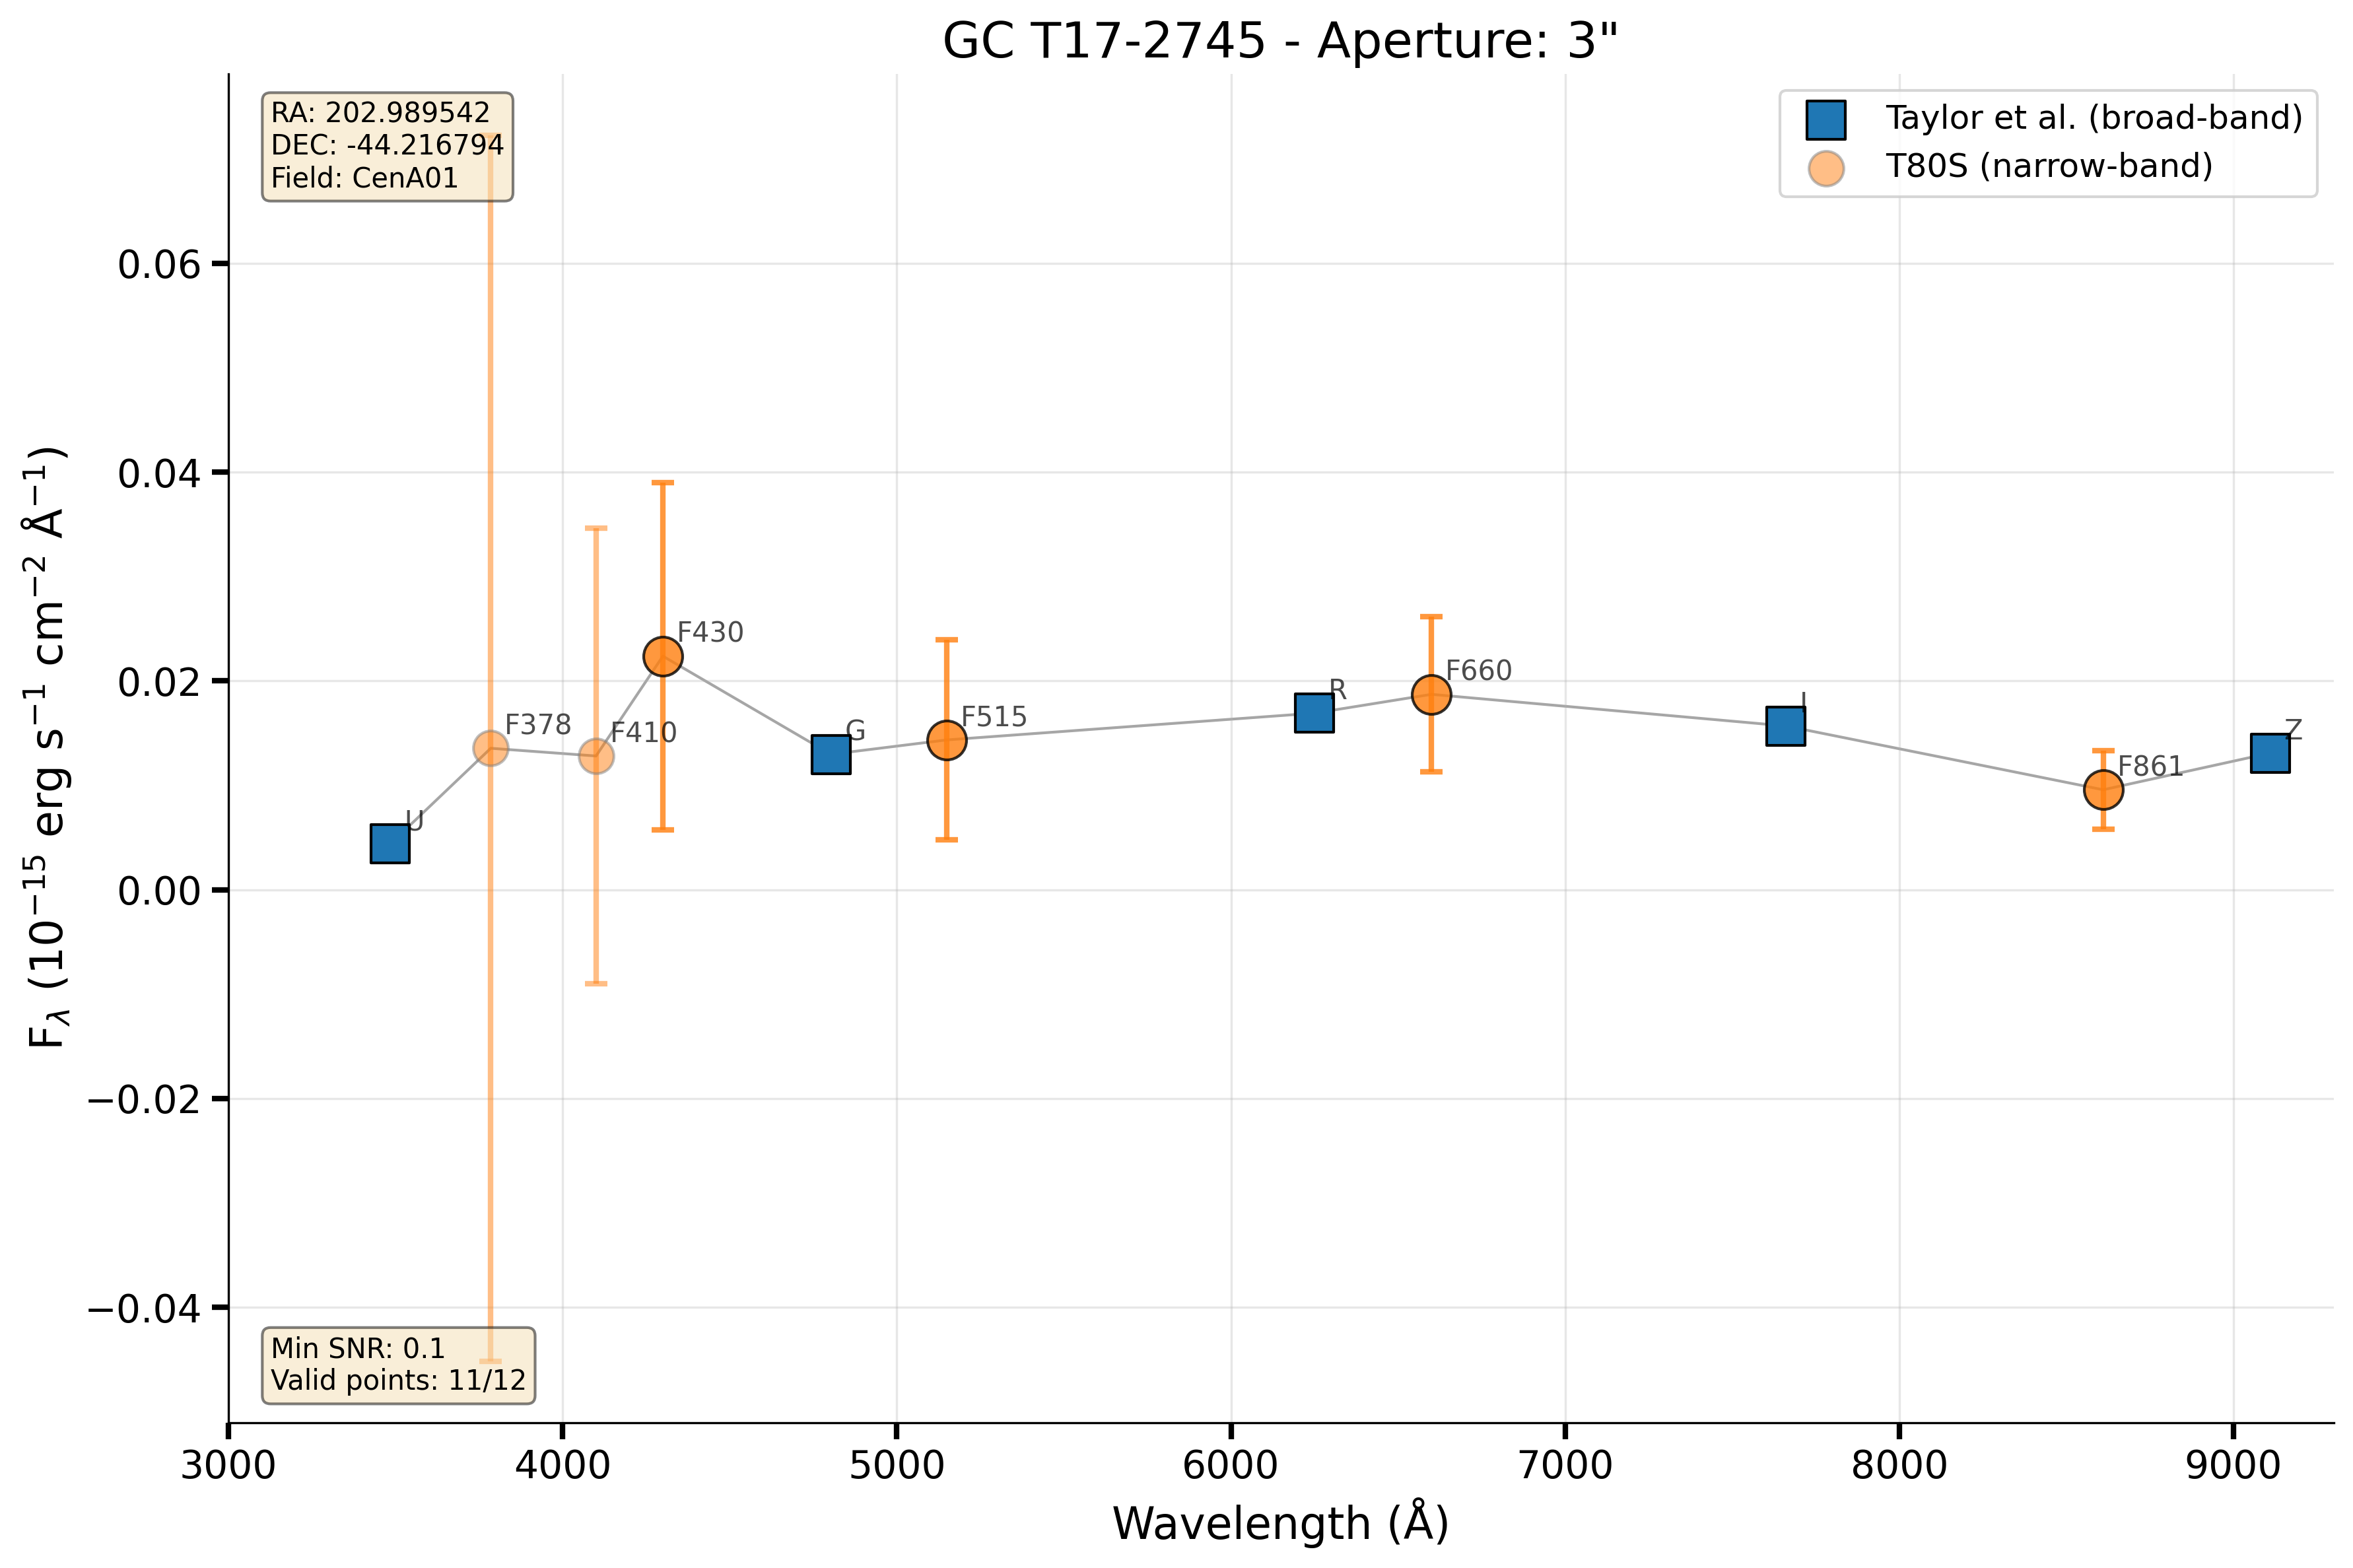 GC T17-2745 - Aperture: 3"
RA: 202.989542
DEC: -44.216794
Field: CenA01
Taylor et al. (broad-band)
T80S (narrow-band)
F_λ (10⁻¹⁵ erg s⁻¹ cm⁻² Å⁻¹)
0.06
0.04
0.02
0.00
−0.02
−0.04
U
F378
F410
F430
G
F515
R
F660
I
F861
Z
Min SNR: 0.1
Valid points: 11/12
3000
4000
5000
6000
7000
8000
9000
Wavelength (Å)